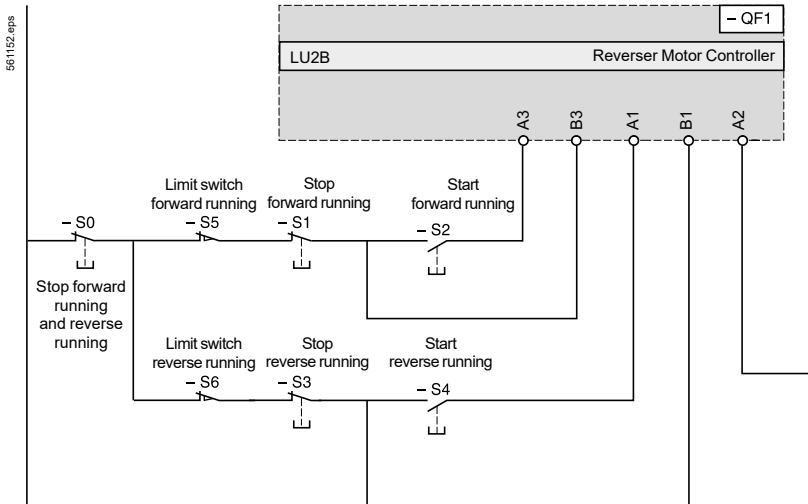 561152.eps
– QF1
LU2B
Reverser Motor Controller
A3
B3
A1
B1
A2
Limit switch
forward running
– S5
Stop
forward running
– S1
Start
forward running
– S2
– S0
Stop forward
running
and reverse
running
Limit switch
reverse running
– S6
Stop
reverse running
– S3
Start
reverse running
– S4